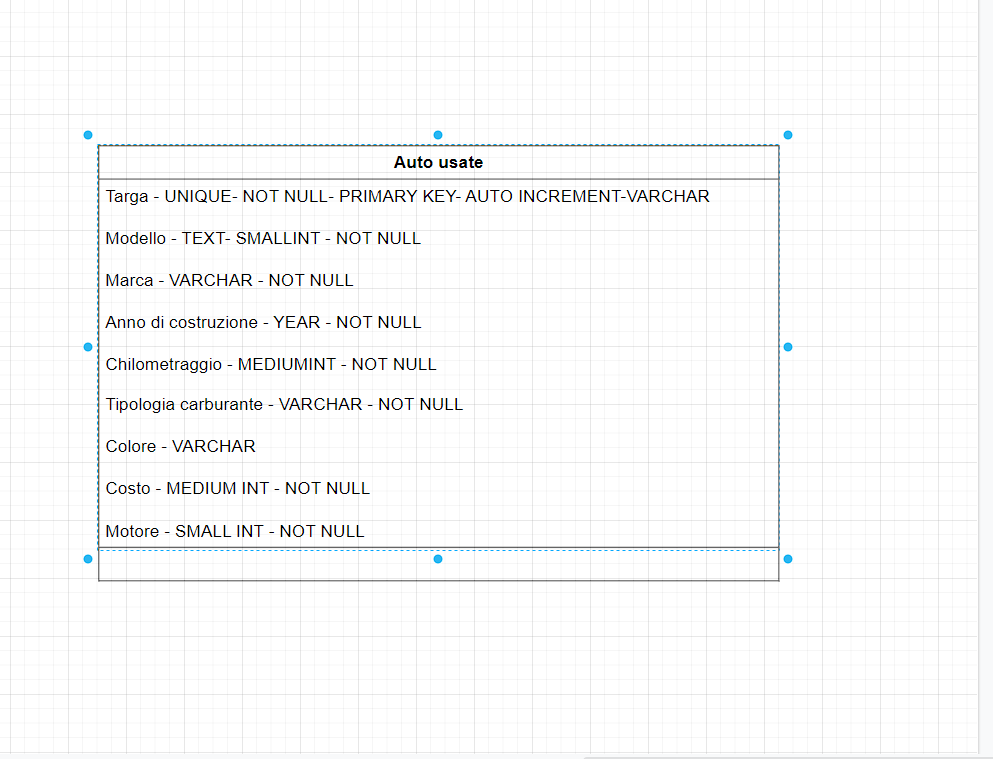 Auto usate
Targa - UNIQUE- NOT NULL- PRIMARY KEY- AUTO INCREMENT-VARCHAR
Modello - TEXT- SMALLINT - NOT NULL
Marca - VARCHAR - NOT NULL
Anno di costruzione - YEAR - NOT NULL
Chilometraggio - MEDIUMINT - NOT NULL
Tipologia carburante - VARCHAR - NOT NULL
Colore - VARCHAR
Costo - MEDIUM INT - NOT NULL
Motore - SMALL INT - NOT NULL